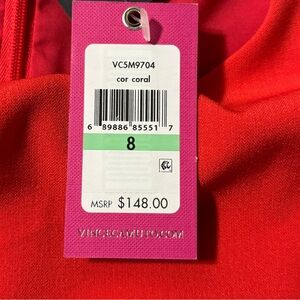 VC5M9704
cor coral
6 89886 85551 7
8
MSRP $148.00
VINCECAMUTO.COM